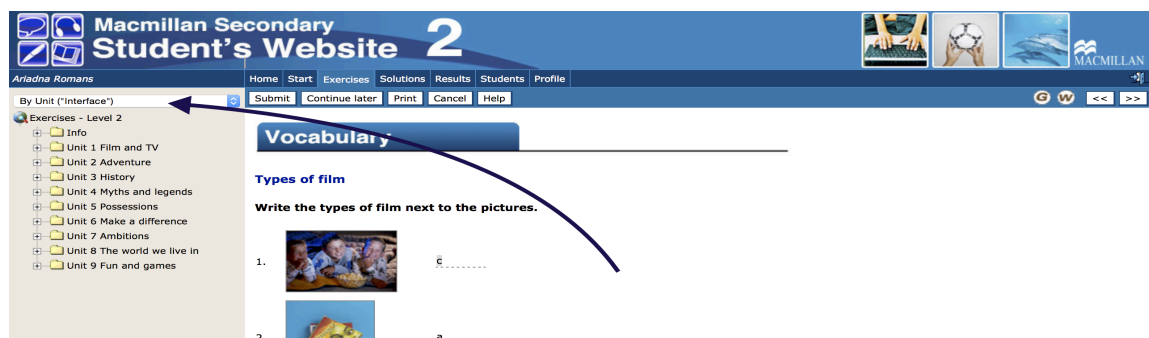 Macmillan Secondary
Student's Website 2
MACMILLAN
Ariadna Romans
Home Start Exercises Solutions Results Students Profile
By Unit ("Interface")
Submit Continue later Print Cancel Help
G W << >>
Exercises - Level 2
Info
Unit 1 Film and TV
Unit 2 Adventure
Unit 3 History
Unit 4 Myths and legends
Unit 5 Possessions
Unit 6 Make a difference
Unit 7 Ambitions
Unit 8 The world we live in
Unit 9 Fun and games
Vocabulary
Types of film
Write the types of film next to the pictures.
1. c
2. a